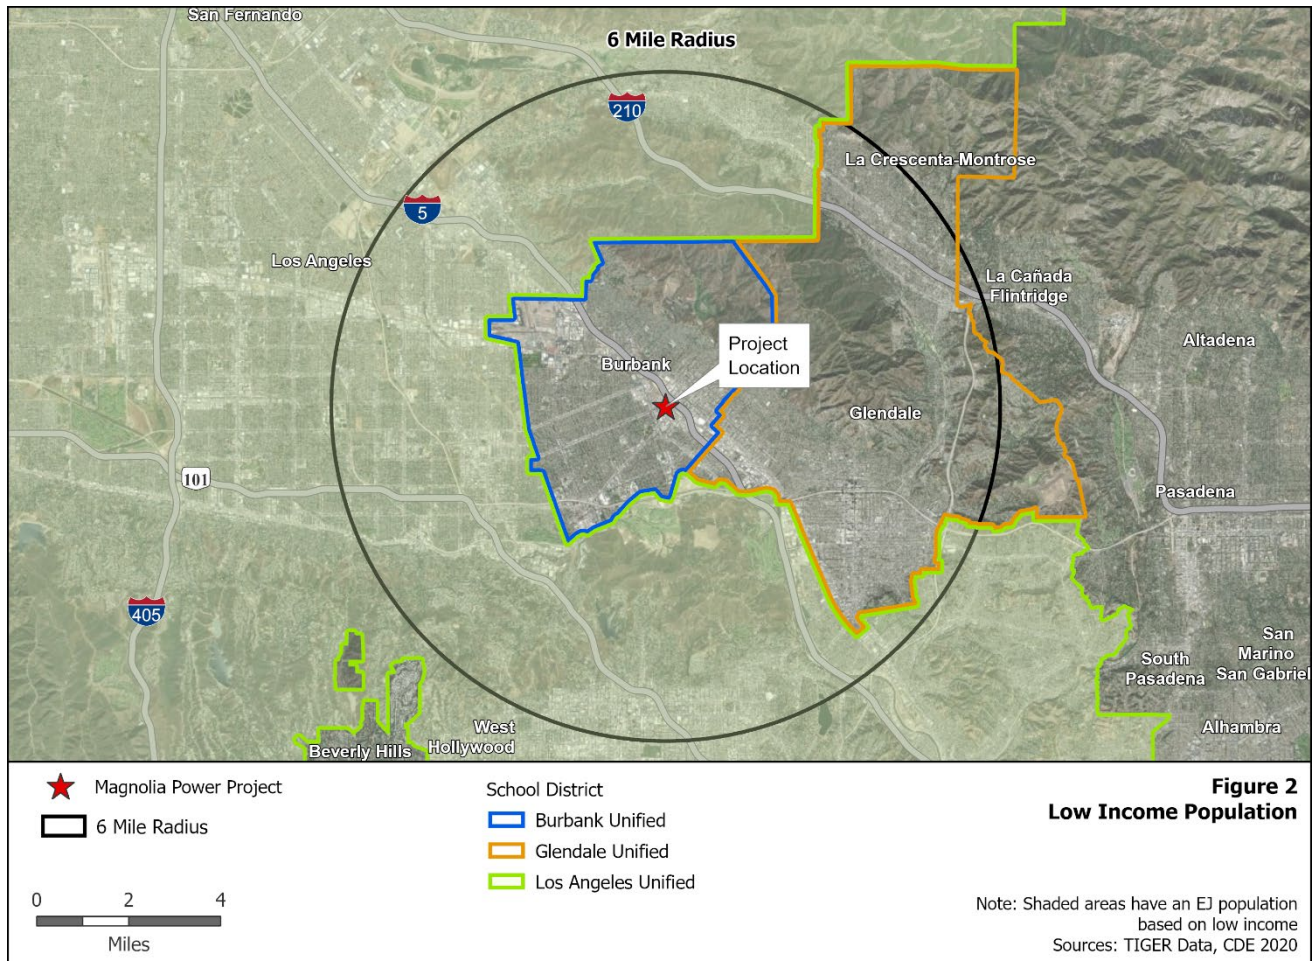 San Fernando
6 Mile Radius
210
La Crescenta-Montrose
5
Los Angeles
La Cañada
Flintridge
Altadena
Project
Location
Burbank
Glendale
101
Pasadena
405
San
Marino
South
Pasadena
San Gabriel
West
Hollywood
Beverly Hills
Alhambra
Magnolia Power Project
6 Mile Radius
0 2 4
Miles
School District
Burbank Unified
Glendale Unified
Los Angeles Unified
Figure 2
Low Income Population
Note: Shaded areas have an EJ population
based on low income
Sources: TIGER Data, CDE 2020